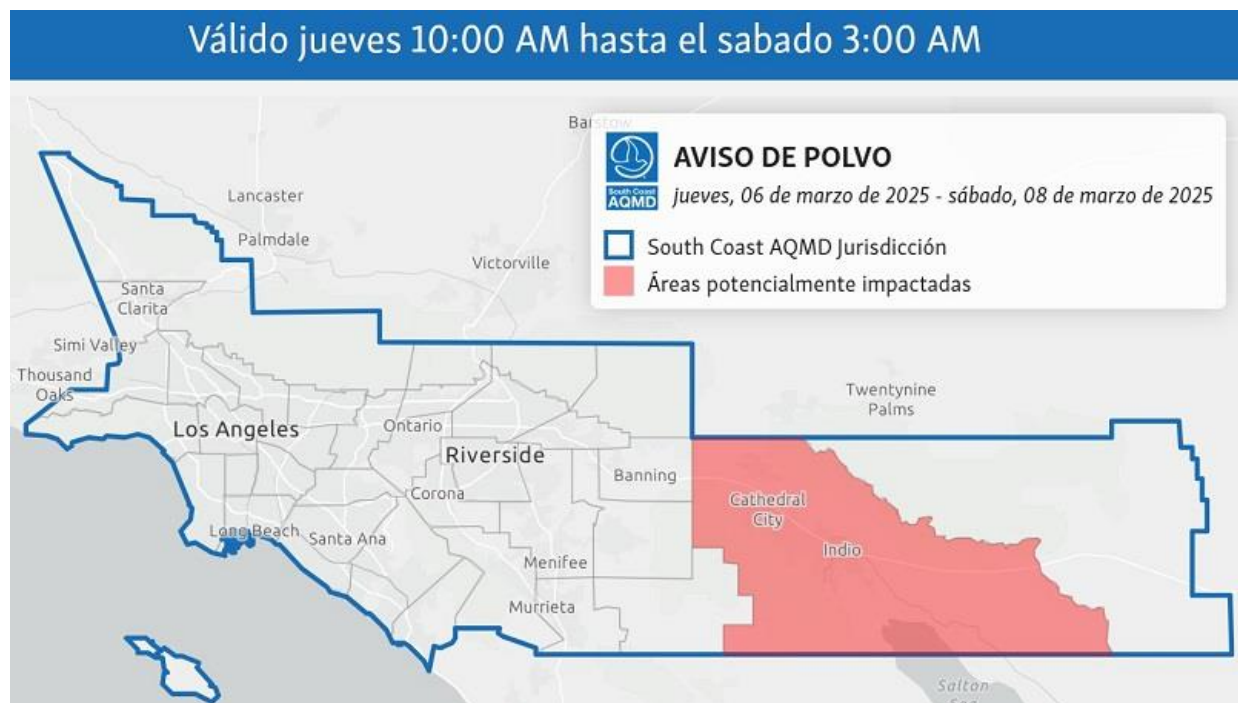 Válido jueves 10:00 AM hasta el sabado 3:00 AM
Barstow
South Coast
AQMD
AVISO DE POLVO
jueves, 06 de marzo de 2025 - sábado, 08 de marzo de 2025
South Coast AQMD Jurisdicción
Áreas potencialmente impactadas
Lancaster
Palmdale
Victorville
Santa
Clarita
Simi Valley
Thousand
Oaks
Twentynine
Palms
Los Angeles
Ontario
Riverside
Banning
Corona
Cathedral
City
Long Beach
Santa Ana
Indio
Menifee
Murrieta
Salton